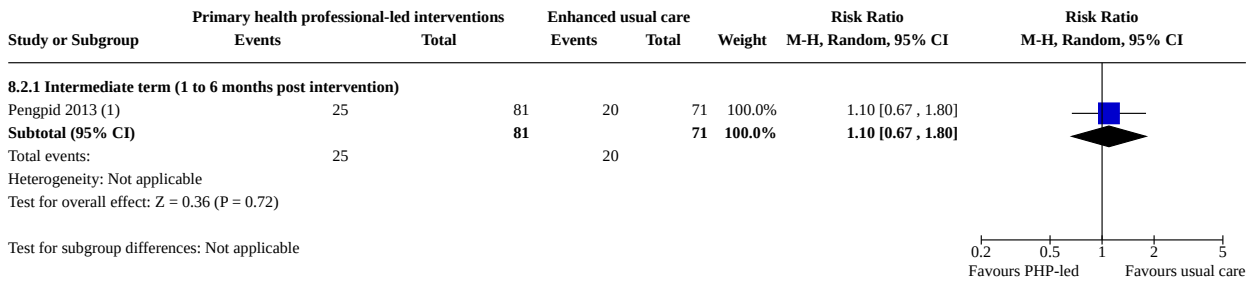 Primary health professional-led interventions Enhanced usual care Risk Ratio Risk Ratio
Study or Subgroup Events Total Events Total Weight M-H, Random, 95% CI M-H, Random, 95% CI
8.2.1 Intermediate term (1 to 6 months post intervention)
Pengpid 2013 (1) 25 81 20 71 100.0% 1.10 [0.67 , 1.80]
Subtotal (95% CI) 81 71 100.0% 1.10 [0.67 , 1.80]
Total events: 25 20
Heterogeneity: Not applicable
Test for overall effect: Z = 0.36 (P = 0.72)
Test for subgroup differences: Not applicable
0.2 0.5 1 2 5
Favours PHP-led Favours usual care